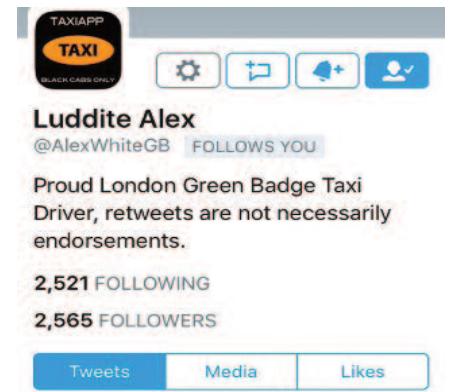 TAXIAPP
TAXI
BLACK CABS ONLY
Luddite Alex
@AlexWhiteGB FOLLOWS YOU
Proud London Green Badge Taxi
Driver, retweets are not necessarily
endorsements.
2,521 FOLLOWING
2,565 FOLLOWERS
Tweets Media Likes